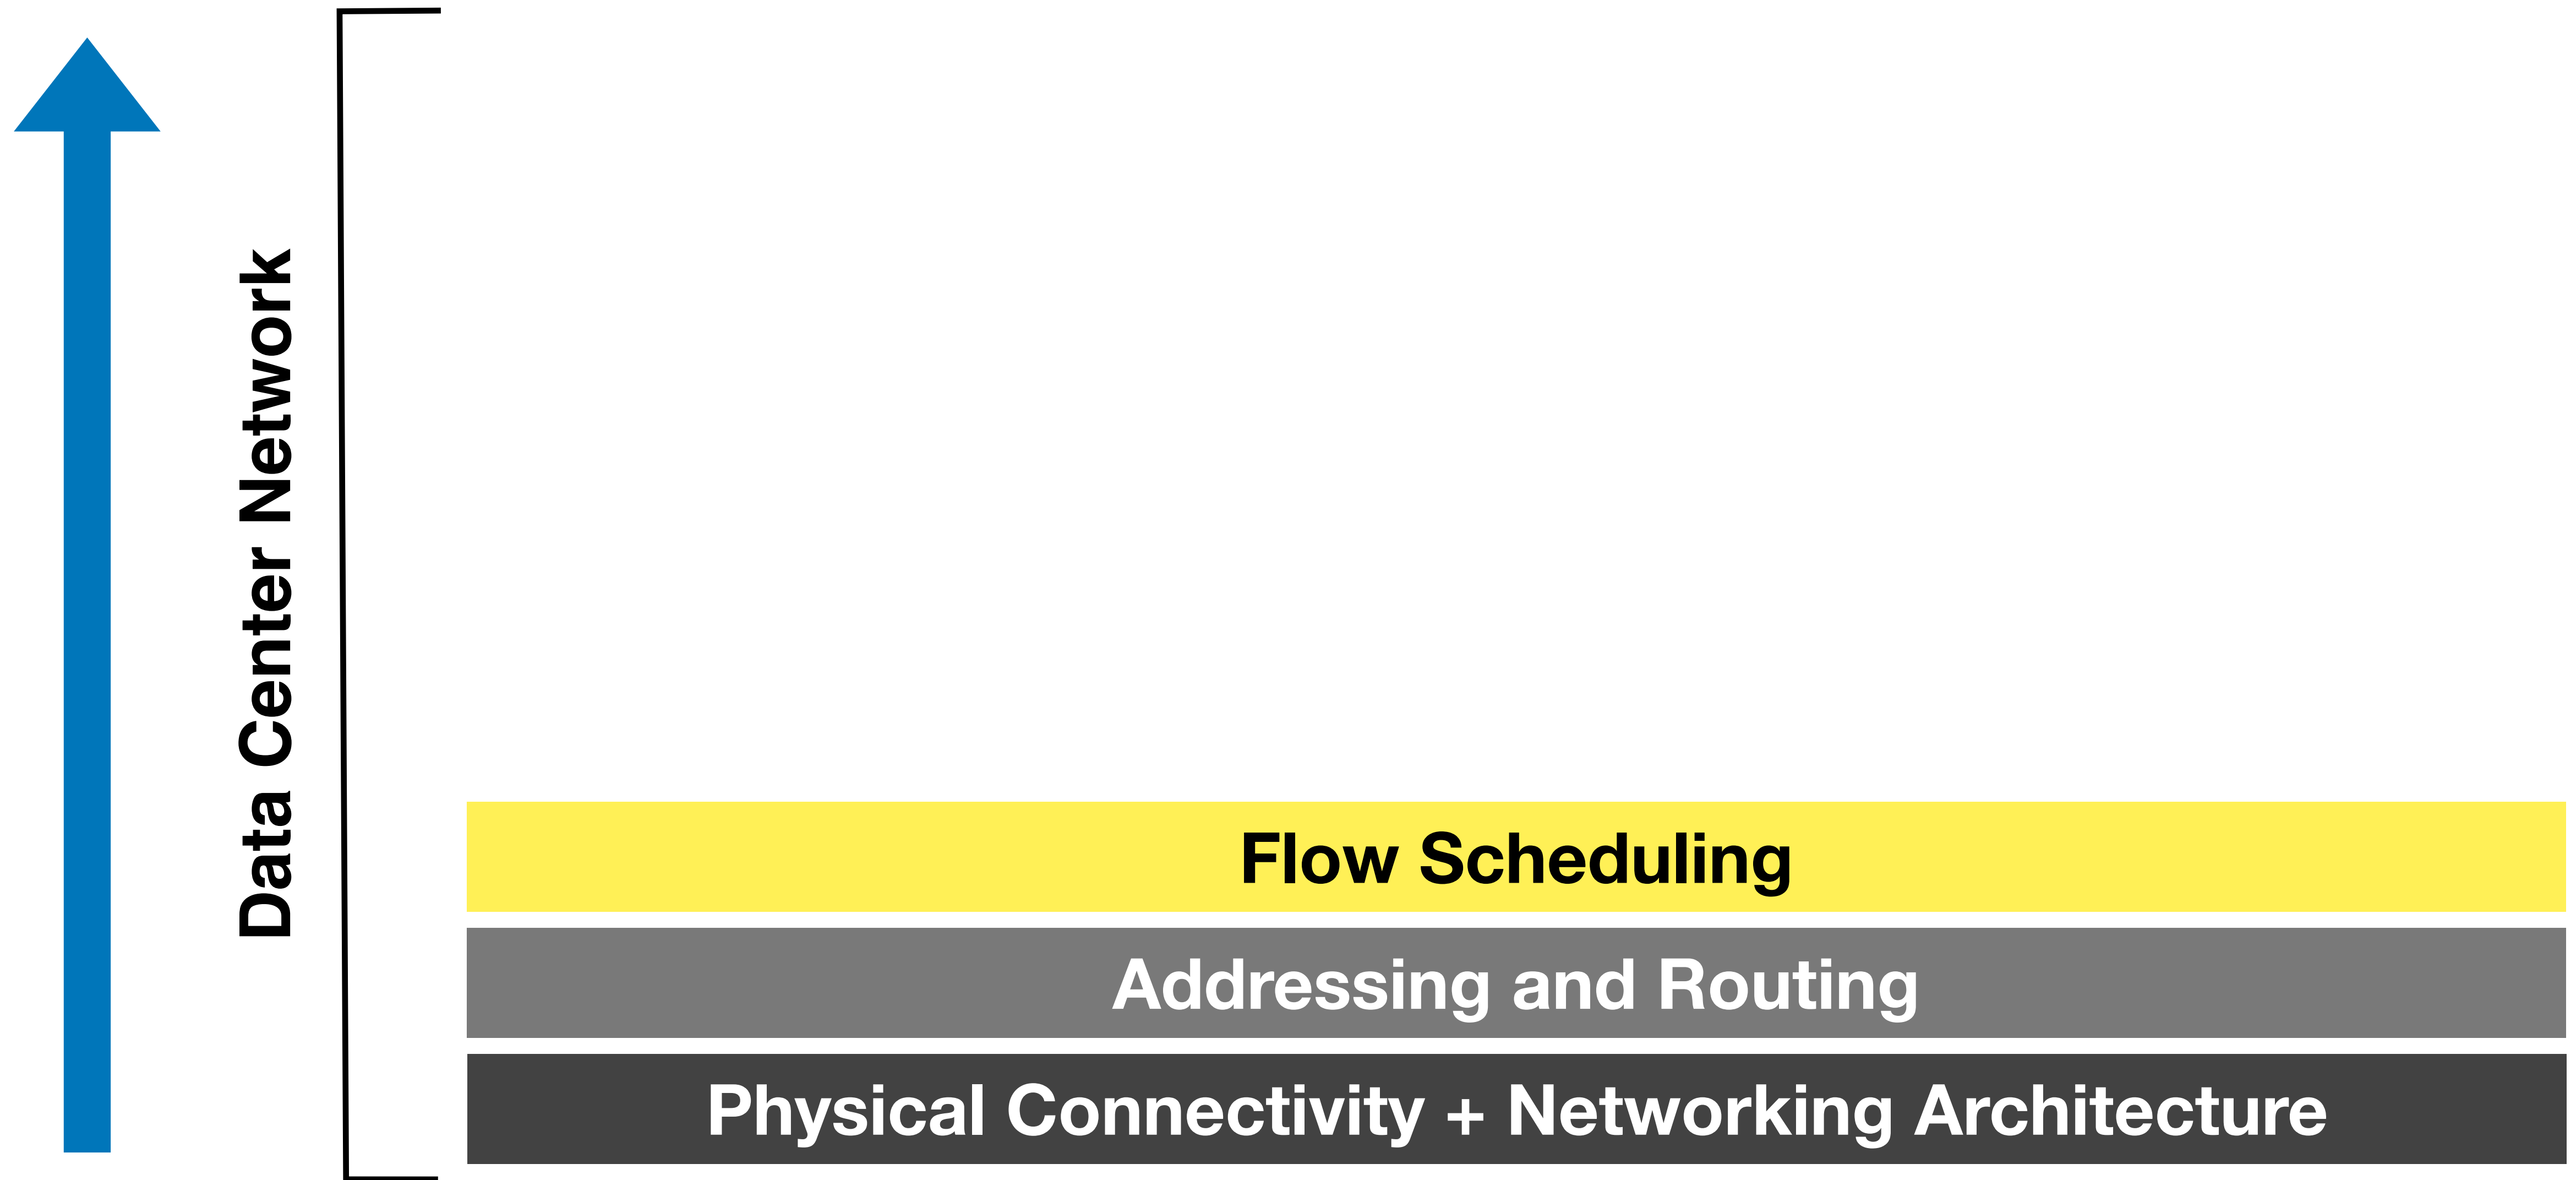 Data Center Network
Flow Scheduling
Addressing and Routing
Physical Connectivity + Networking Architecture